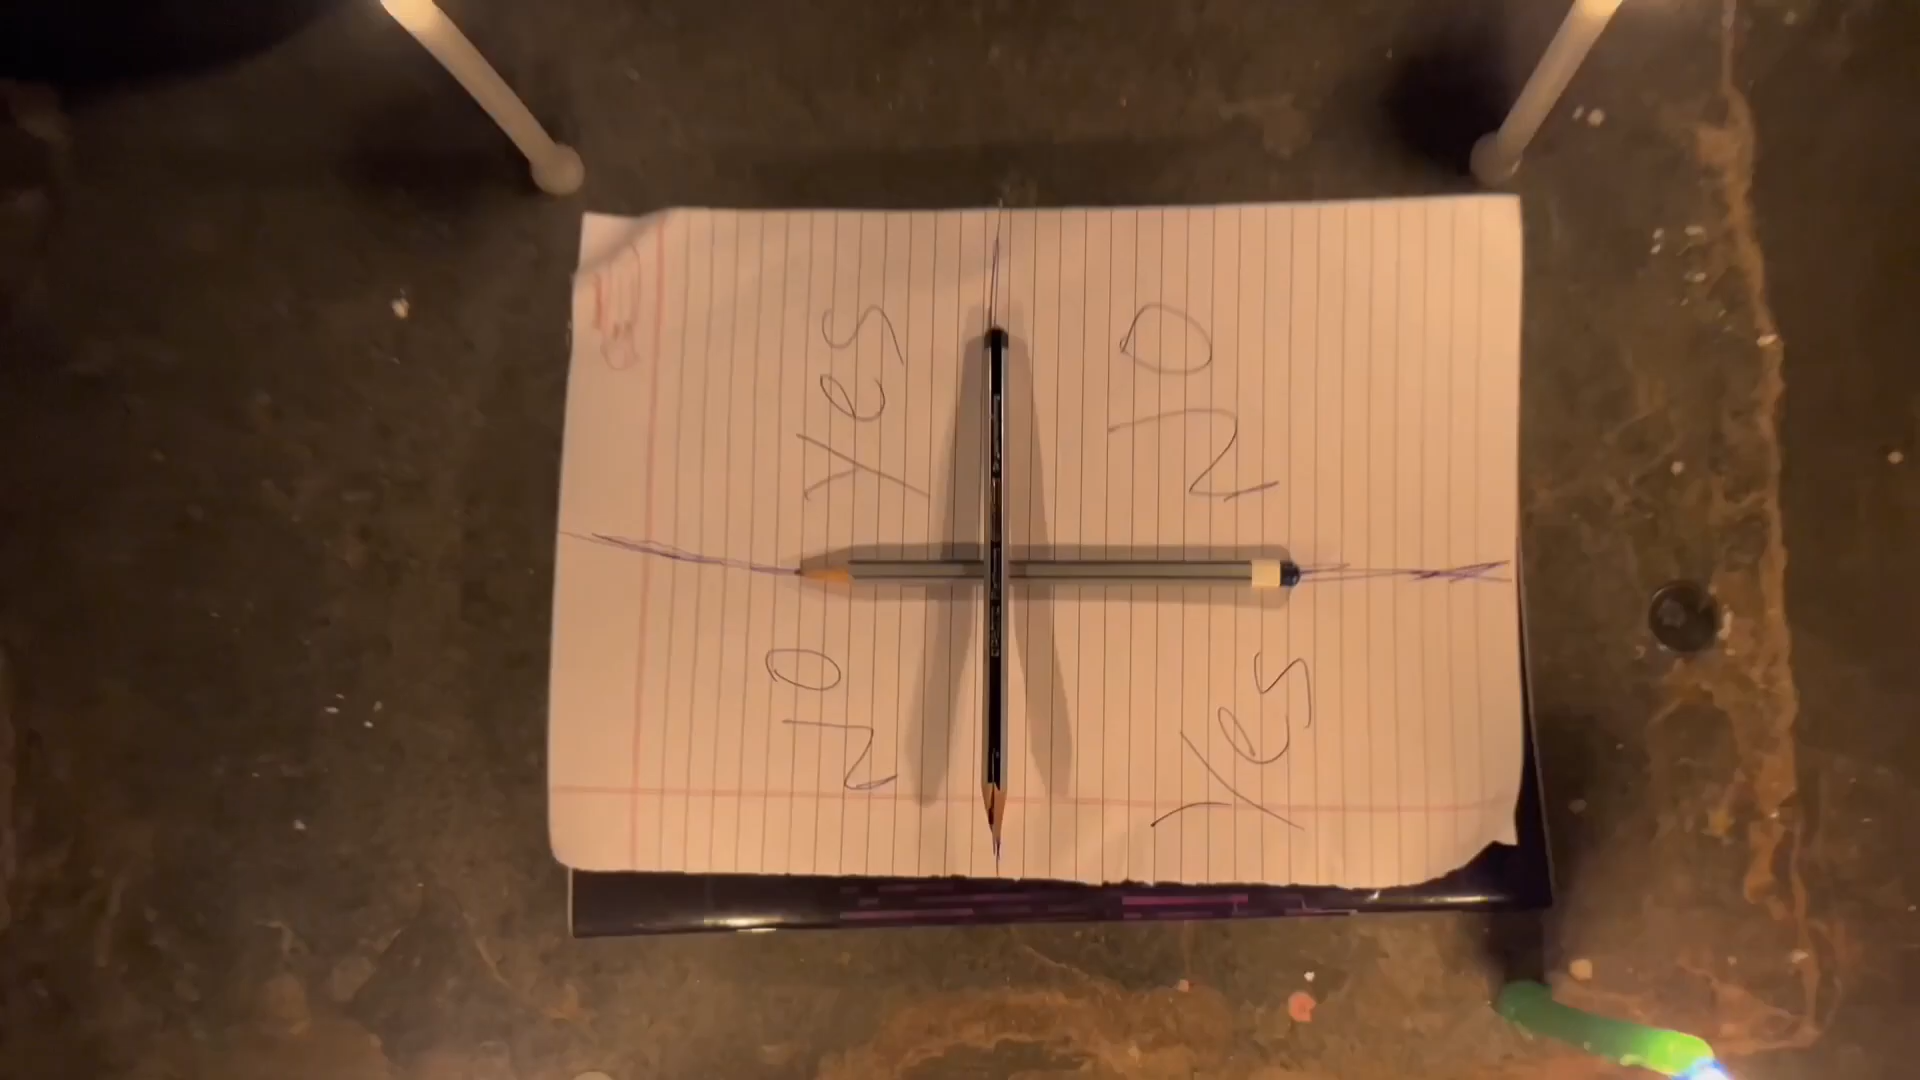 NO Yes
Yes NO